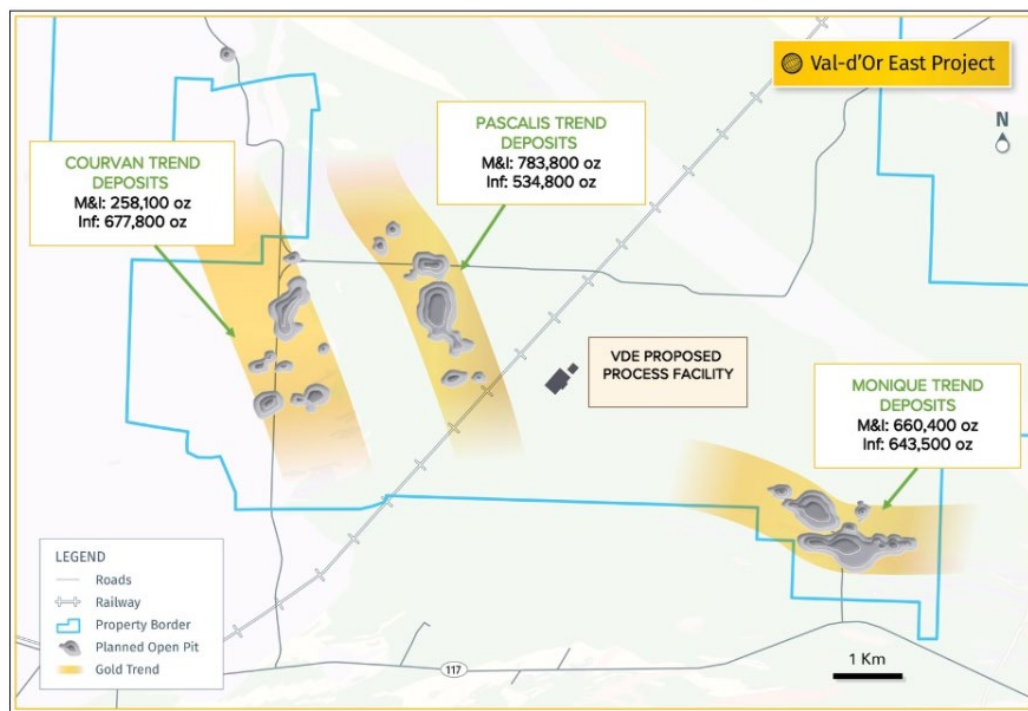 Val-d'Or East Project
N
PASCALIS TREND
DEPOSITS
M&I: 783,800 oz
Inf: 534,800 oz
COURVAN TREND
DEPOSITS
M&I: 258,100 oz
Inf: 677,800 oz
VDE PROPOSED
PROCESS FACILITY
MONIQUE TREND
DEPOSITS
M&I: 660,400 oz
Inf: 643,500 oz
LEGEND
Roads
Railway
Property Border
Planned Open Pit
Gold Trend
117
1 Km